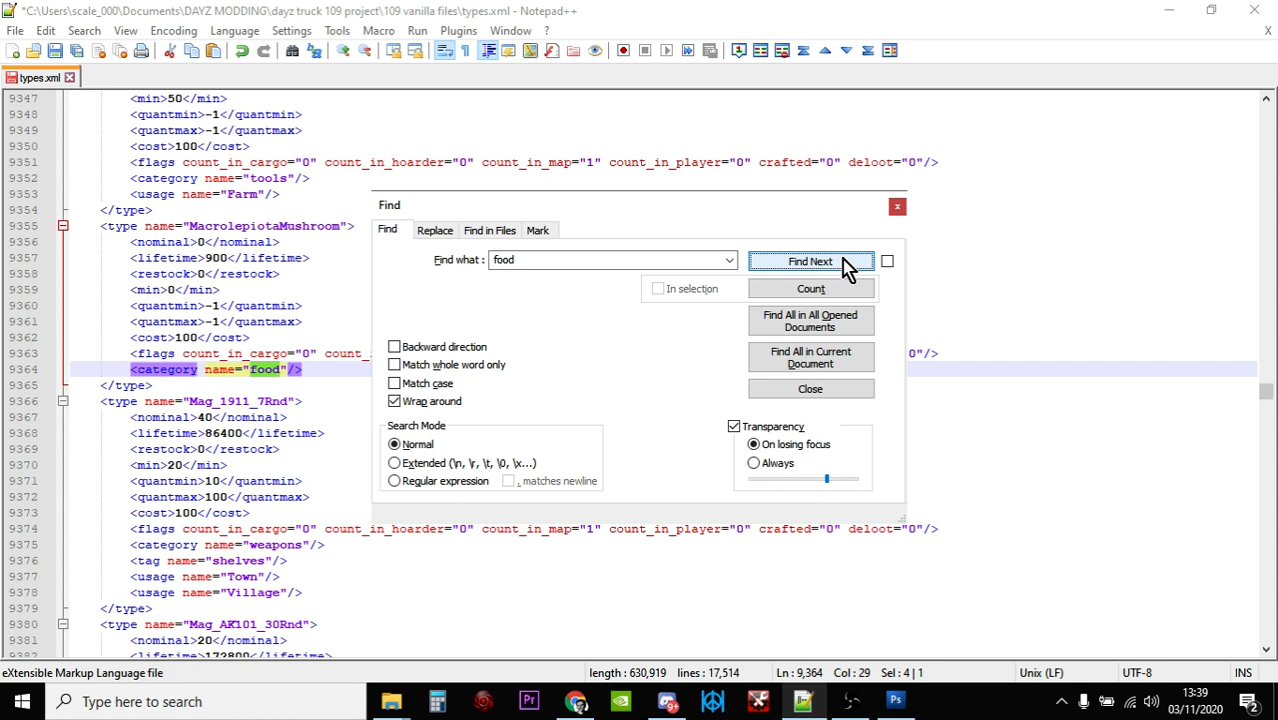 *C:\Users\scale_000\Documents\DAYZ MODDING\dayz truck 109 project\109 vanilla files\types.xml - Notepad++
File Edit Search View Encoding Language Settings Tools Macro Run Plugins Window ? X
types.xml
9347 <min>50</min>
9348 <quantmin>-1</quantmin>
9349 <quantmax>-1</quantmax>
9350 <cost>100</cost>
9351 <flags count_in_cargo="0" count_in_hoarder="0" count_in_map="1" count_in_player="0" crafted="0" deloot="0"/>
9352 <category name="tools"/>
9353 <usage name="Farm"/>
9354 </type>
9355 <type name="MacrolepiotaMushroom">
9356 <nominal>0</nominal>
9357 <lifetime>900</lifetime>
9358 <restock>0</restock>
9359 <min>0</min>
9360 <quantmin>-1</quantmin>
9361 <quantmax>-1</quantmax>
9362 <cost>100</cost>
9363 <flags count_in_cargo="0" count_i 0"/>
9364 <category name="food"/>
9365 </type>
9366 <type name="Mag_1911_7Rnd">
9367 <nominal>40</nominal>
9368 <lifetime>86400</lifetime>
9369 <restock>0</restock>
9370 <min>20</min>
9371 <quantmin>10</quantmin>
9372 <quantmax>100</quantmax>
9373 <cost>100</cost>
9374 <flags count_in_cargo="0" count_in_hoarder="0" count_in_map="1" count_in_player="0" crafted="0" deloot="0"/>
9375 <category name="weapons"/>
9376 <tag name="shelves"/>
9377 <usage name="Town"/>
9378 <usage name="Village"/>
9379 </type>
9380 <type name="Mag_AK101_30Rnd">
9381 <nominal>20</nominal>
9382 <lifetime>172800</lifetime>
Find x
Find Replace Find in Files Mark
Find what : food Find Next
In selection Count
Find All in All Opened
Documents
Backward direction
Find All in Current
Document
Match whole word only
Match case Close
Wrap around
Search Mode
Transparency
Normal
On losing focus
Extended (\n, \r, \t, \0, \x...)
Always
Regular expression . matches newline
eXtensible Markup Language file length : 630,919 lines : 17,514 Ln : 9,364 Col : 29 Sel : 4 | 1 Unix (LF) UTF-8 INS
Type here to search
Pr
Ps
13:39
03/11/2020
2